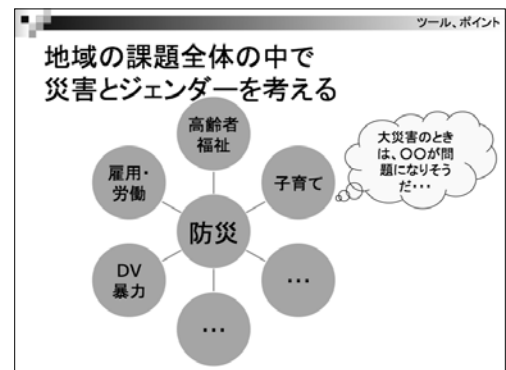 ツール、ポイント
地域の課題全体の中で
災害とジェンダーを考える
高齢者
福祉
大災害のとき
は、〇〇が問
題になりそう
だ・・・
雇用・
労働
子育て
防災
DV
暴力
…
…